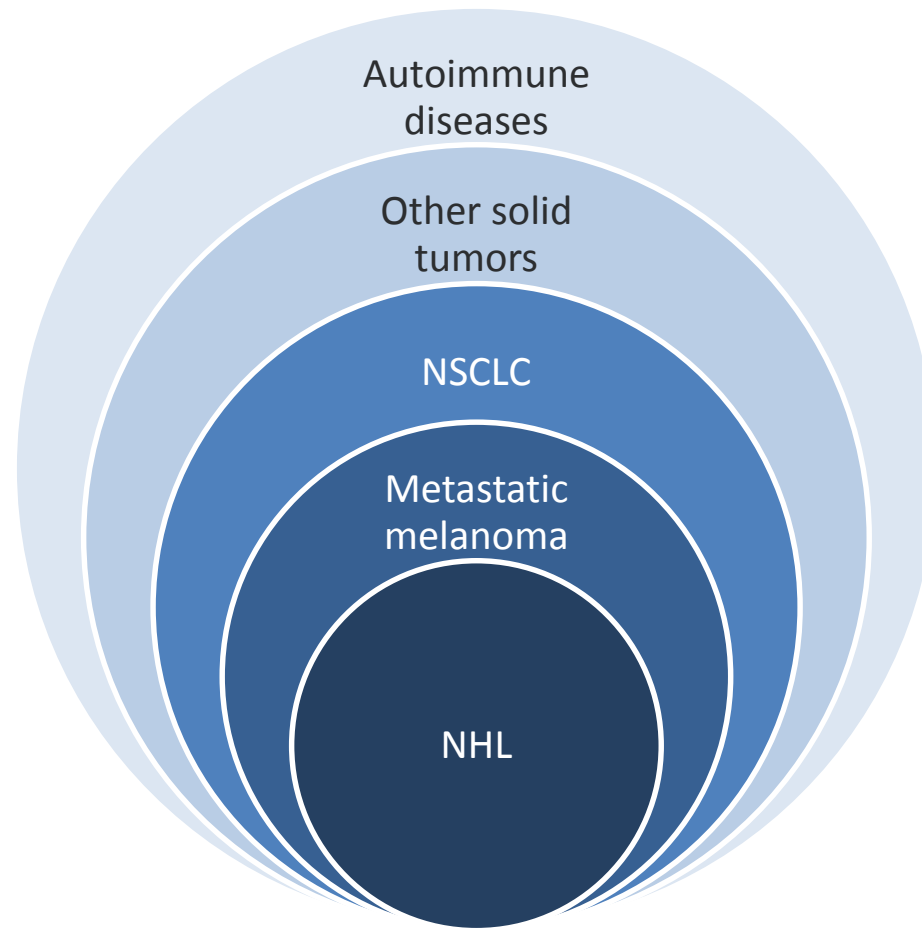 Autoimmune
diseases
Other solid
tumors
NSCLC
Metastatic
melanoma
NHL